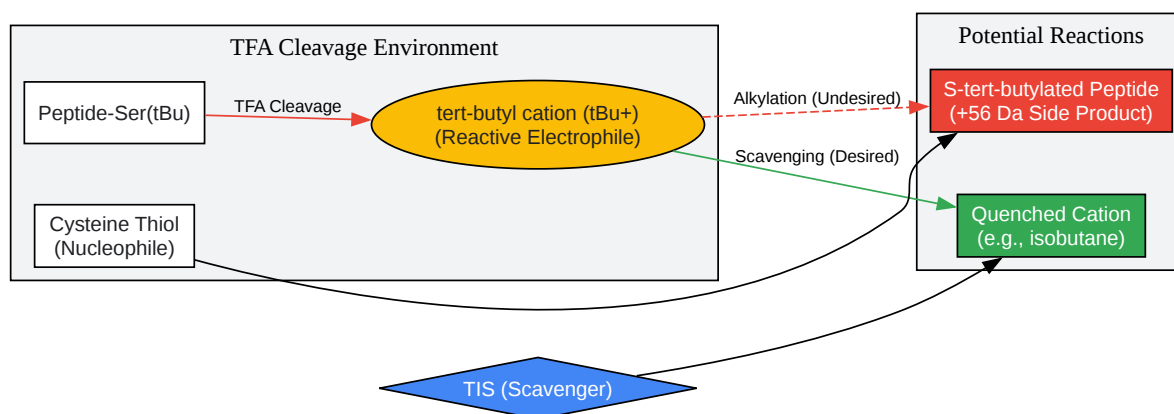 TFA Cleavage Environment
Potential Reactions
Peptide-Ser(tBu)
TFA Cleavage
tert-butyl cation (tBu+)
(Reactive Electrophile)
Alkylation (Undesired)
S-tert-butylated Peptide
(+56 Da Side Product)
Scavenging (Desired)
Cysteine Thiol
(Nucleophile)
Quenched Cation
(e.g., isobutane)
TIS (Scavenger)